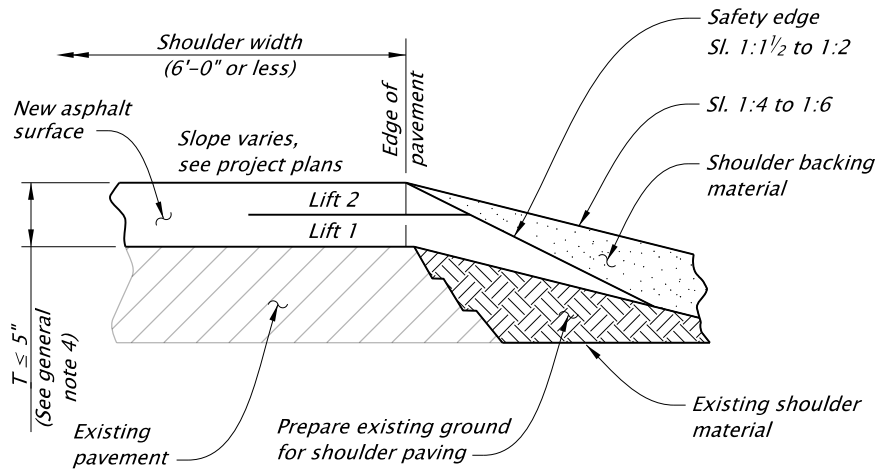 Shoulder width
(6'-0" or less)
Safety edge
Sl. 1:1 1/2 to 1:2
New asphalt
surface
Edge of
pavement
Sl. 1:4 to 1:6
Slope varies,
see project plans
Shoulder backing
material
Lift 2
Lift 1
T ≤ 5"
(See general
note 4)
Existing
pavement
Prepare existing ground
for shoulder paving
Existing shoulder
material